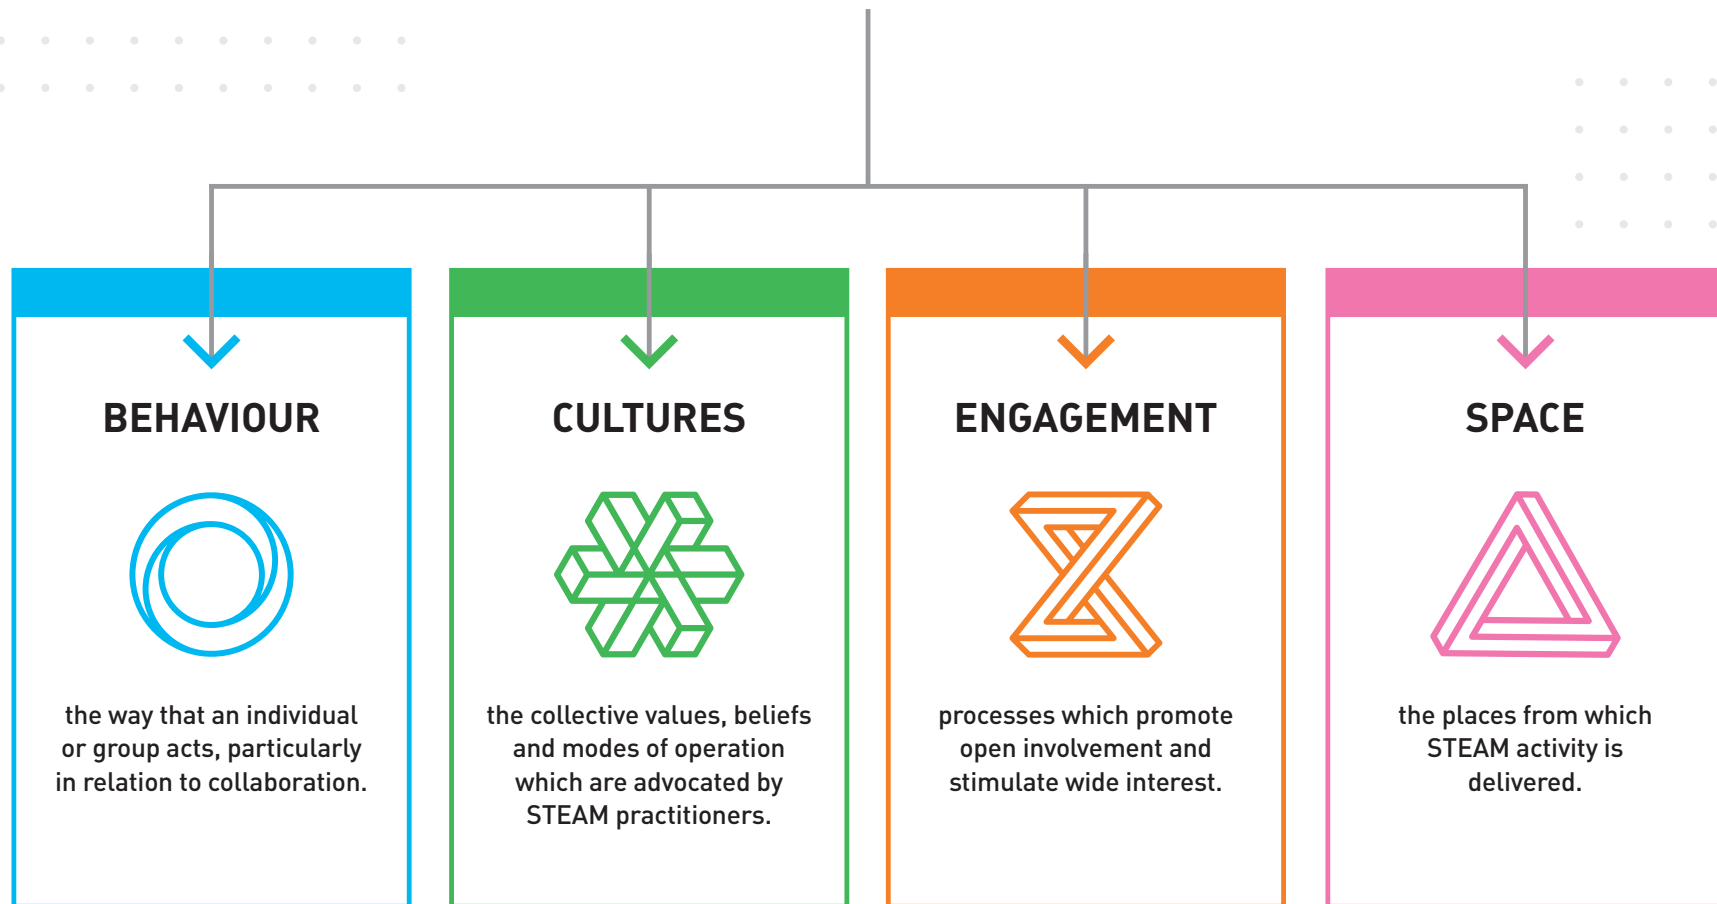 BEHAVIOUR
the way that an individual
or group acts, particularly
in relation to collaboration.
CULTURES
the collective values, beliefs
and modes of operation
which are advocated by
STEAM practitioners.
ENGAGEMENT
processes which promote
open involvement and
stimulate wide interest.
SPACE
the places from which
STEAM activity is
delivered.